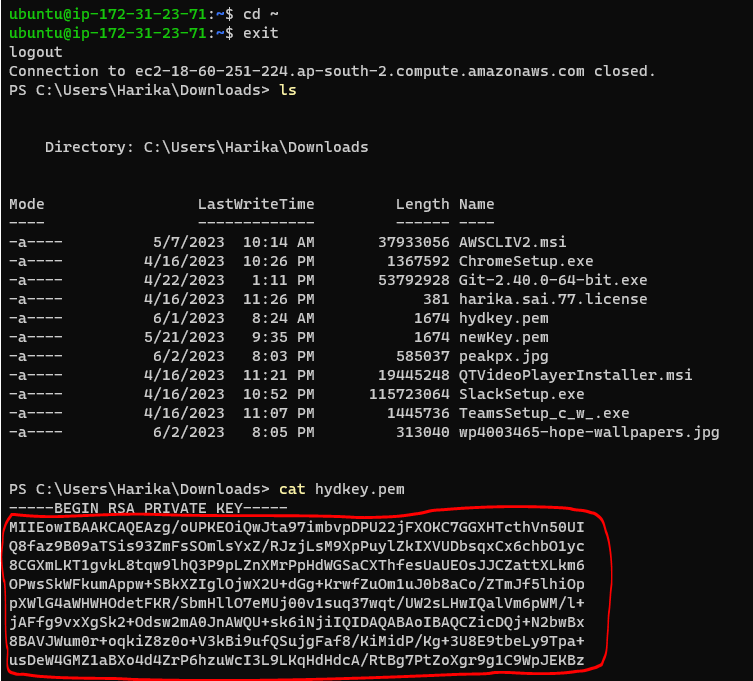 ubuntu@ip-172-31-23-71:~$ cd ~
ubuntu@ip-172-31-23-71:~$ exit
logout
Connection to ec2-18-60-251-224.ap-south-2.compute.amazonaws.com closed.
PS C:\Users\Harika\Downloads> ls
Directory: C:\Users\Harika\Downloads
Mode LastWriteTime Length Name
---- ------------- ------ ----
-a---- 5/7/2023 10:14 AM 37933056 AWSCLIV2.msi
-a---- 4/16/2023 10:26 PM 1367592 ChromeSetup.exe
-a---- 4/22/2023 1:11 PM 53792928 Git-2.40.0-64-bit.exe
-a---- 4/16/2023 11:26 PM 381 harika.sai.77.license
-a---- 6/1/2023 8:24 AM 1674 hydkey.pem
-a---- 5/21/2023 9:35 PM 1674 newKey.pem
-a---- 6/2/2023 8:03 PM 585037 peakpx.jpg
-a---- 4/16/2023 11:21 PM 19445248 QTVideoPlayerInstaller.msi
-a---- 4/16/2023 10:52 PM 115723064 SlackSetup.exe
-a---- 4/16/2023 11:07 PM 1445736 TeamsSetup_c_w_.exe
-a---- 6/2/2023 8:05 PM 313040 wp4003465-hope-wallpapers.jpg
PS C:\Users\Harika\Downloads> cat hydkey.pem
-----BEGIN RSA PRIVATE KEY-----
MIIEowIBAAKCAQEAzg/oUPKEOiQwJta97imbvpDPU22jFXOKC7GGXHTcthVn50UI
Q8faz9B09aTSis93ZmFsSOmlsYxZ/RJzjLsM9XpPuylZkIXVUDbsqxCx6chbO1yc
8CGXmLKT1gvkL8tqw9lhQ3P9pLZnXMrPpHdWGSaCXThfesUaUEOsJJCZattXLkm6
OPwsSkWFkumAppw+SBkXZIglOjwX2U+dGg+KrwfZuOm1uJ0b8aCo/ZTmJf5lhiOp
pXWlG4aWHWHOdetFKR/SbmHllO7eMUj00v1suq37wqt/UW2sLHwIQalVm6pWM/l+
jAFfg9vxXgSk2+Odsw2mA0JnAWQU+sk6iNjiIQIDAQABAoIBAQCZicDQj+N2bwBx
8BAVJWum0r+oqkiZ8z0o+V3kBi9ufQSujgFaf8/KiMidP/Kg+3U8E9tbeLy9Tpa+
usDeW4GMZ1aBXo4d4ZrP6hzuWcI3L9LKqHdHdcA/RtBg7PtZoXgr9g1C9WpJEKBz